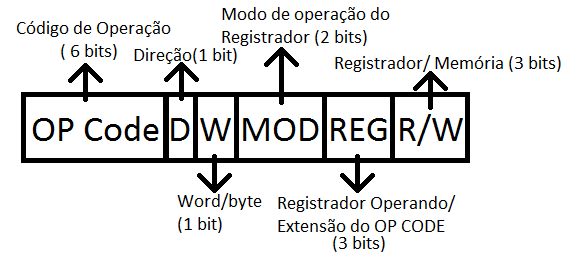 Código de Operação
( 6 bits)
Direção(1 bit)
Modo de operação do
Registrador (2 bits)
Registrador/ Memória (3 bits)
OP Code D W MOD REG R/W
Word/byte
(1 bit)
Registrador Operando/
Extensão do OP CODE
(3 bits)